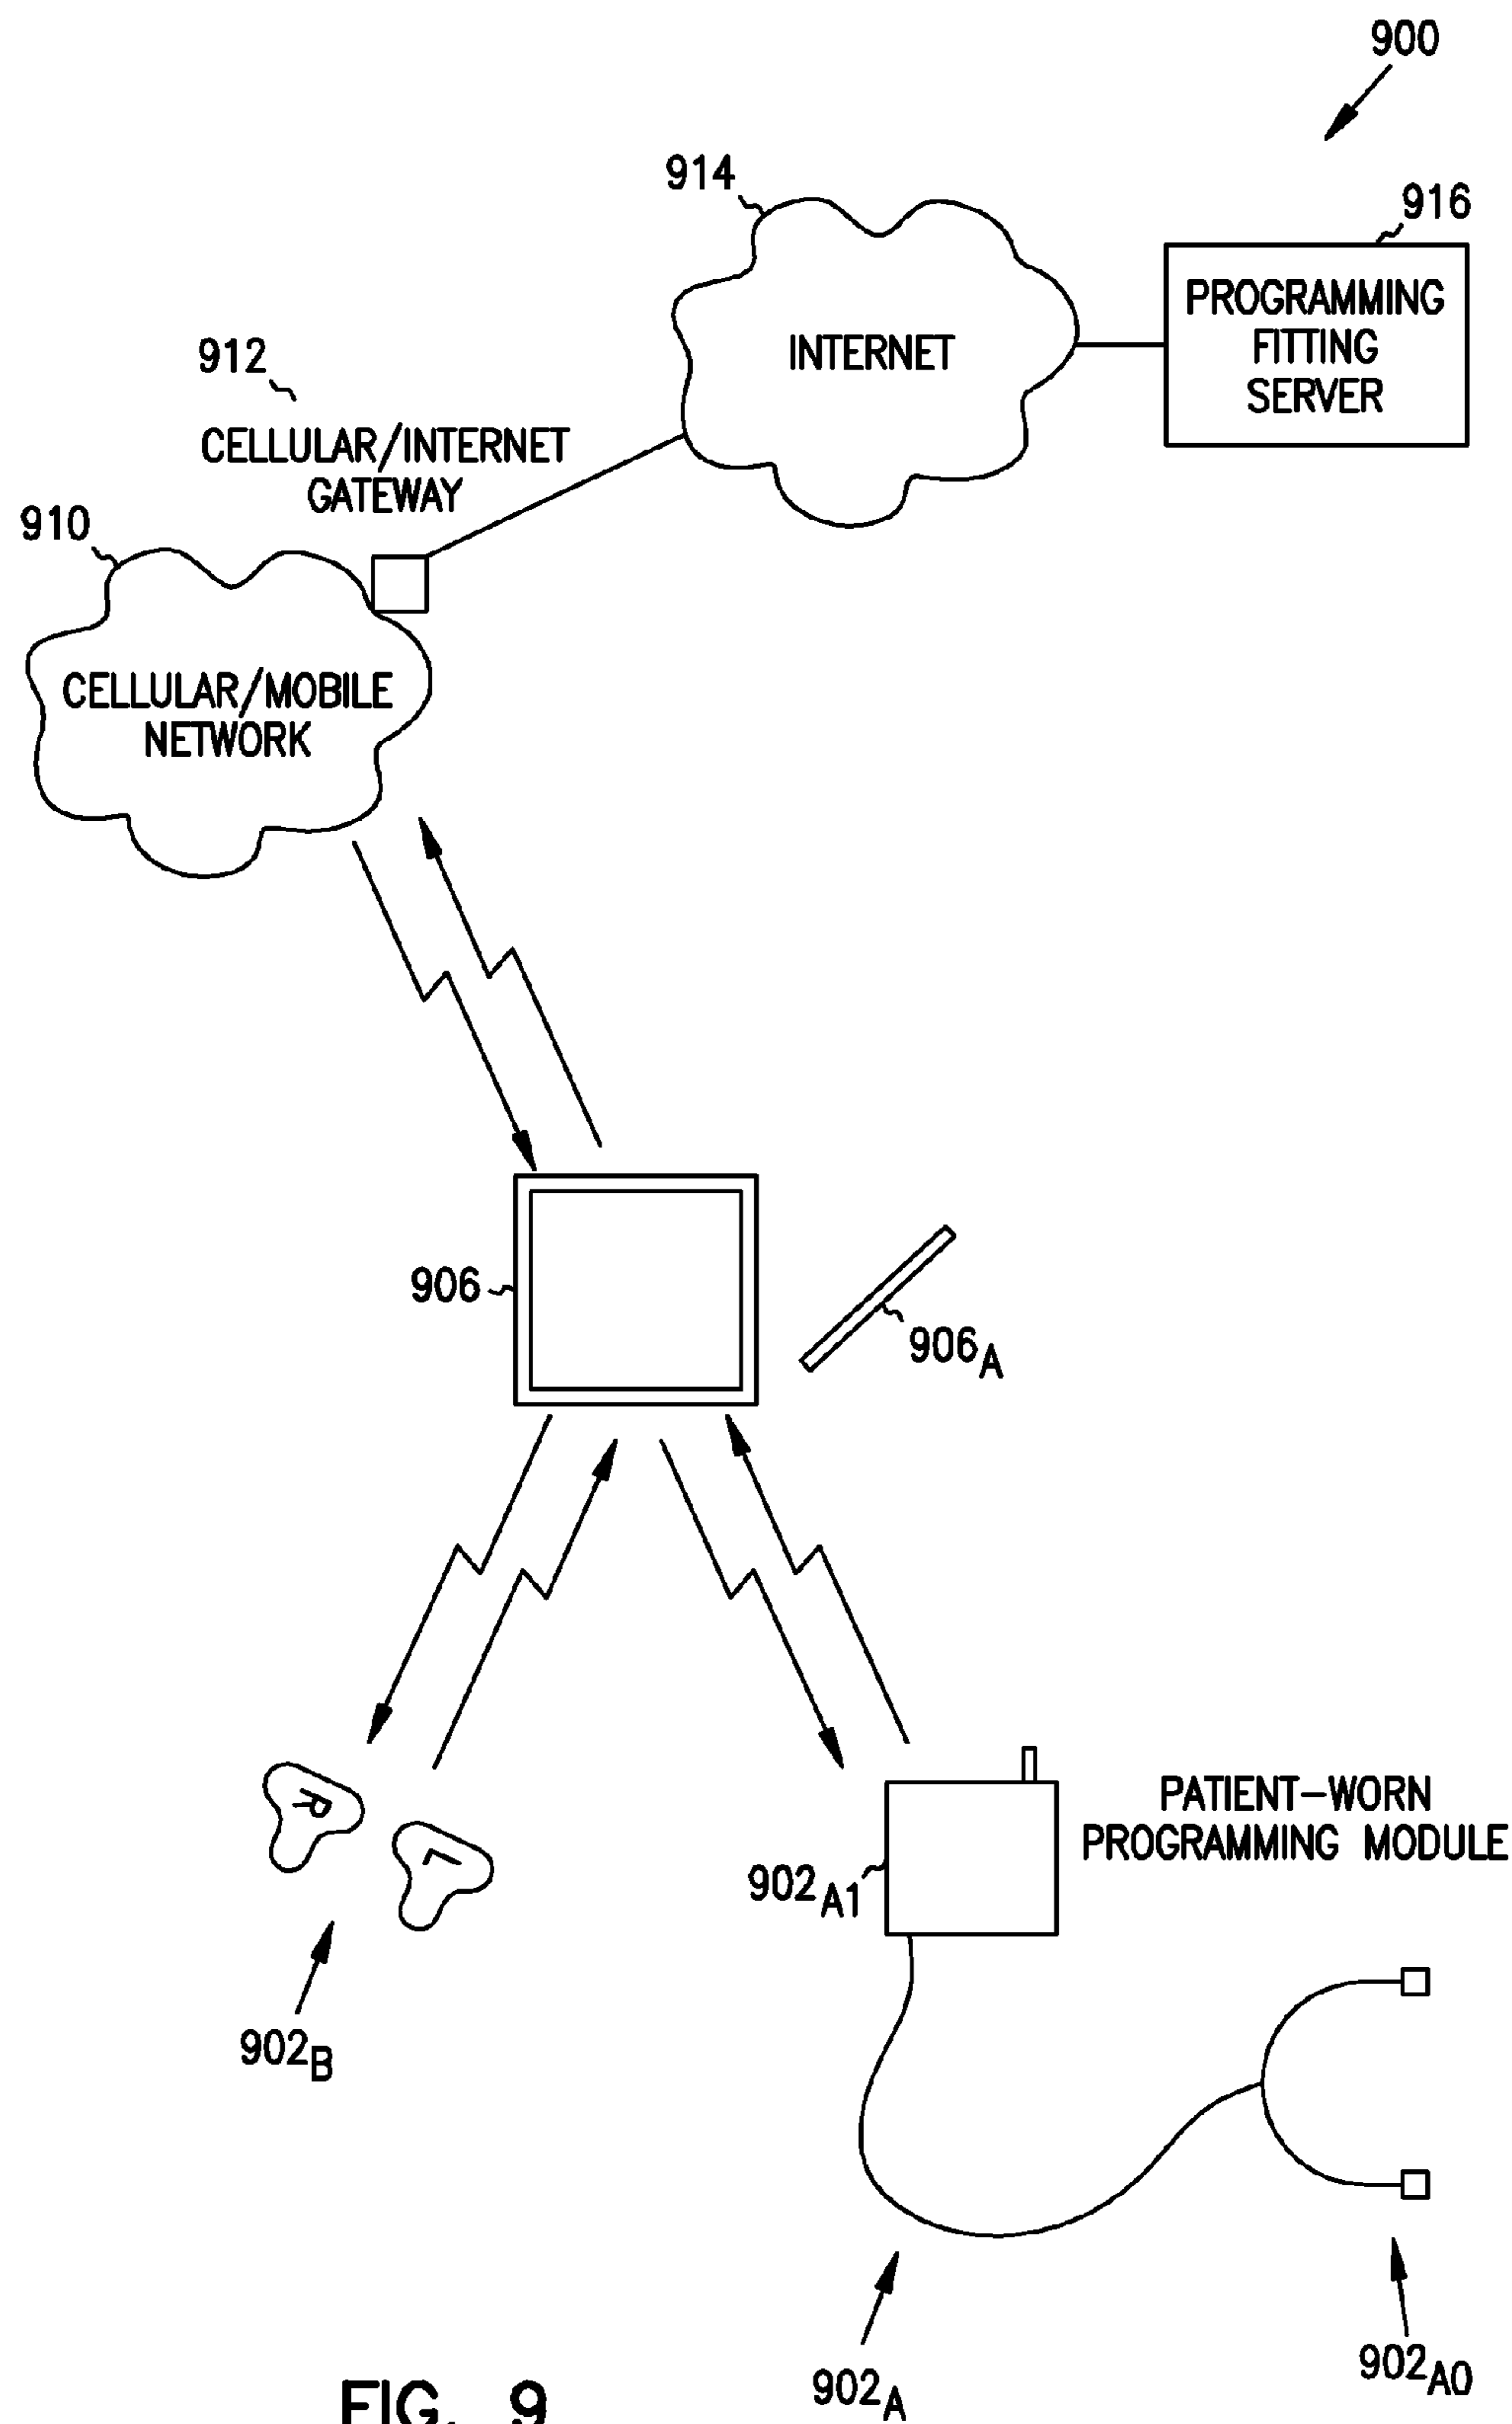 900
914
916
PROGRAMMING
FITTING
SERVER
INTERNET
912
CELLULAR/INTERNET
GATEWAY
910
CELLULAR/MOBILE
NETWORK
906
906A
R
L
PATIENT-WORN
PROGRAMMING MODULE
902A1
902B
902A
902A0
FIG. 9